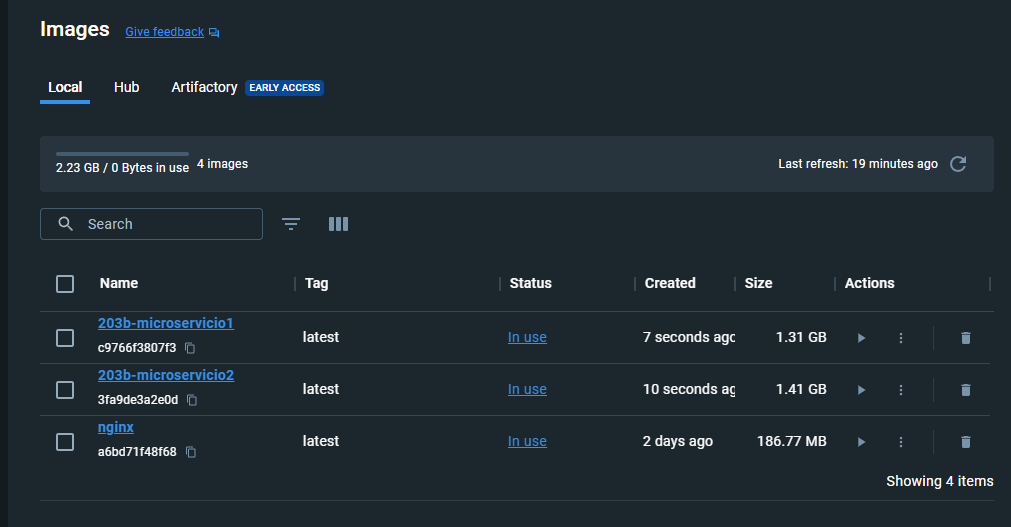 Images Give feedback
Local Hub Artifactory EARLY ACCESS
2.23 GB / 0 Bytes in use 4 images Last refresh: 19 minutes ago
Search
Name Tag Status Created Size Actions
203b-microservicio1
c9766f3807f3
latest In use 7 seconds agc 1.31 GB
203b-microservicio2
3fa9de3a2e0d
latest In use 10 seconds ag 1.41 GB
nginx
a6bd71f48f68
latest In use 2 days ago 186.77 MB
Showing 4 items